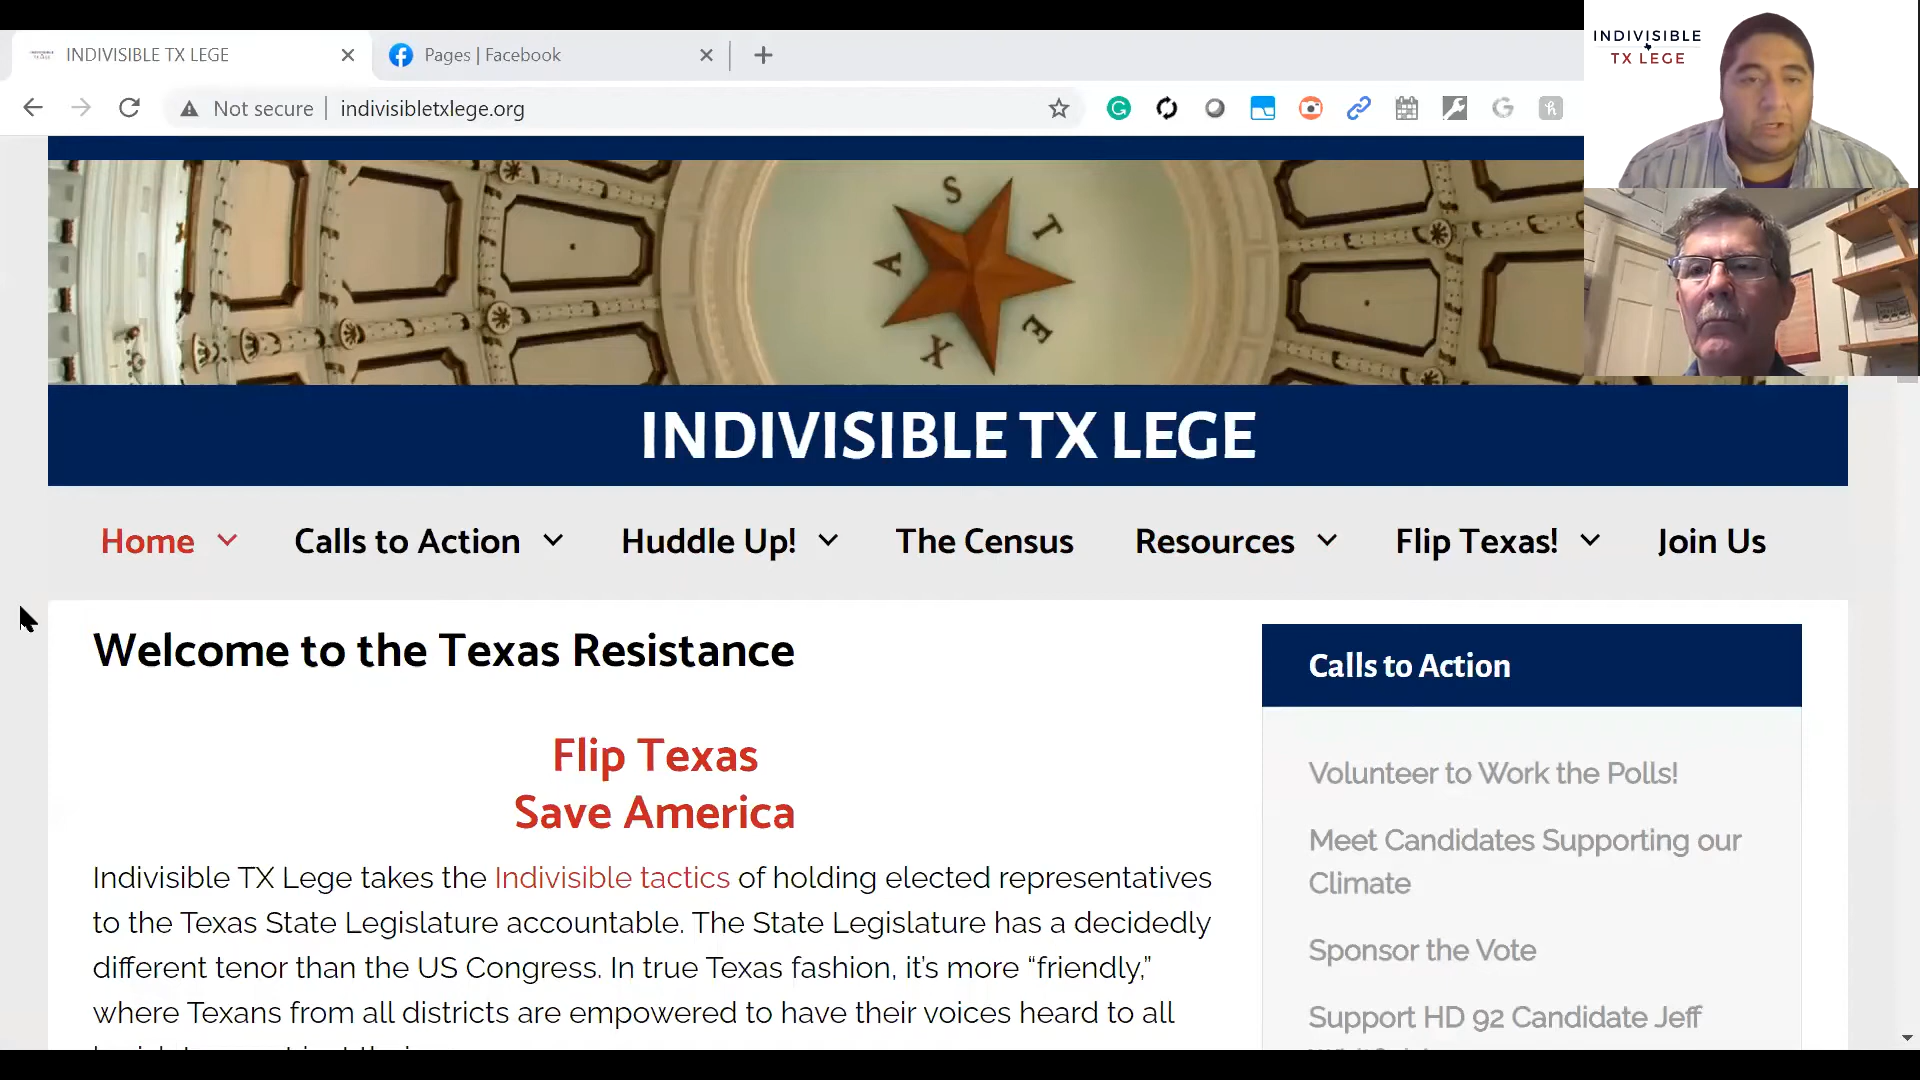 INDIVISIBLE TX LEGE
Pages | Facebook
Not secure
indivisibletxlege.org
INDIVISIBLE
TX LEGE
T E X A S
INDIVISIBLE TX LEGE
Home
Calls to Action
Huddle Up!
The Census
Resources
Flip Texas!
Join Us
Welcome to the Texas Resistance
Flip Texas
Save America
Indivisible TX Lege takes the Indivisible tactics of holding elected representatives
to the Texas State Legislature accountable. The State Legislature has a decidedly
different tenor than the US Congress. In true Texas fashion, it's more “friendly,”
where Texans from all districts are empowered to have their voices heard to all
Calls to Action
Volunteer to Work the Polls!
Meet Candidates Supporting our
Climate
Sponsor the Vote
Support HD 92 Candidate Jeff